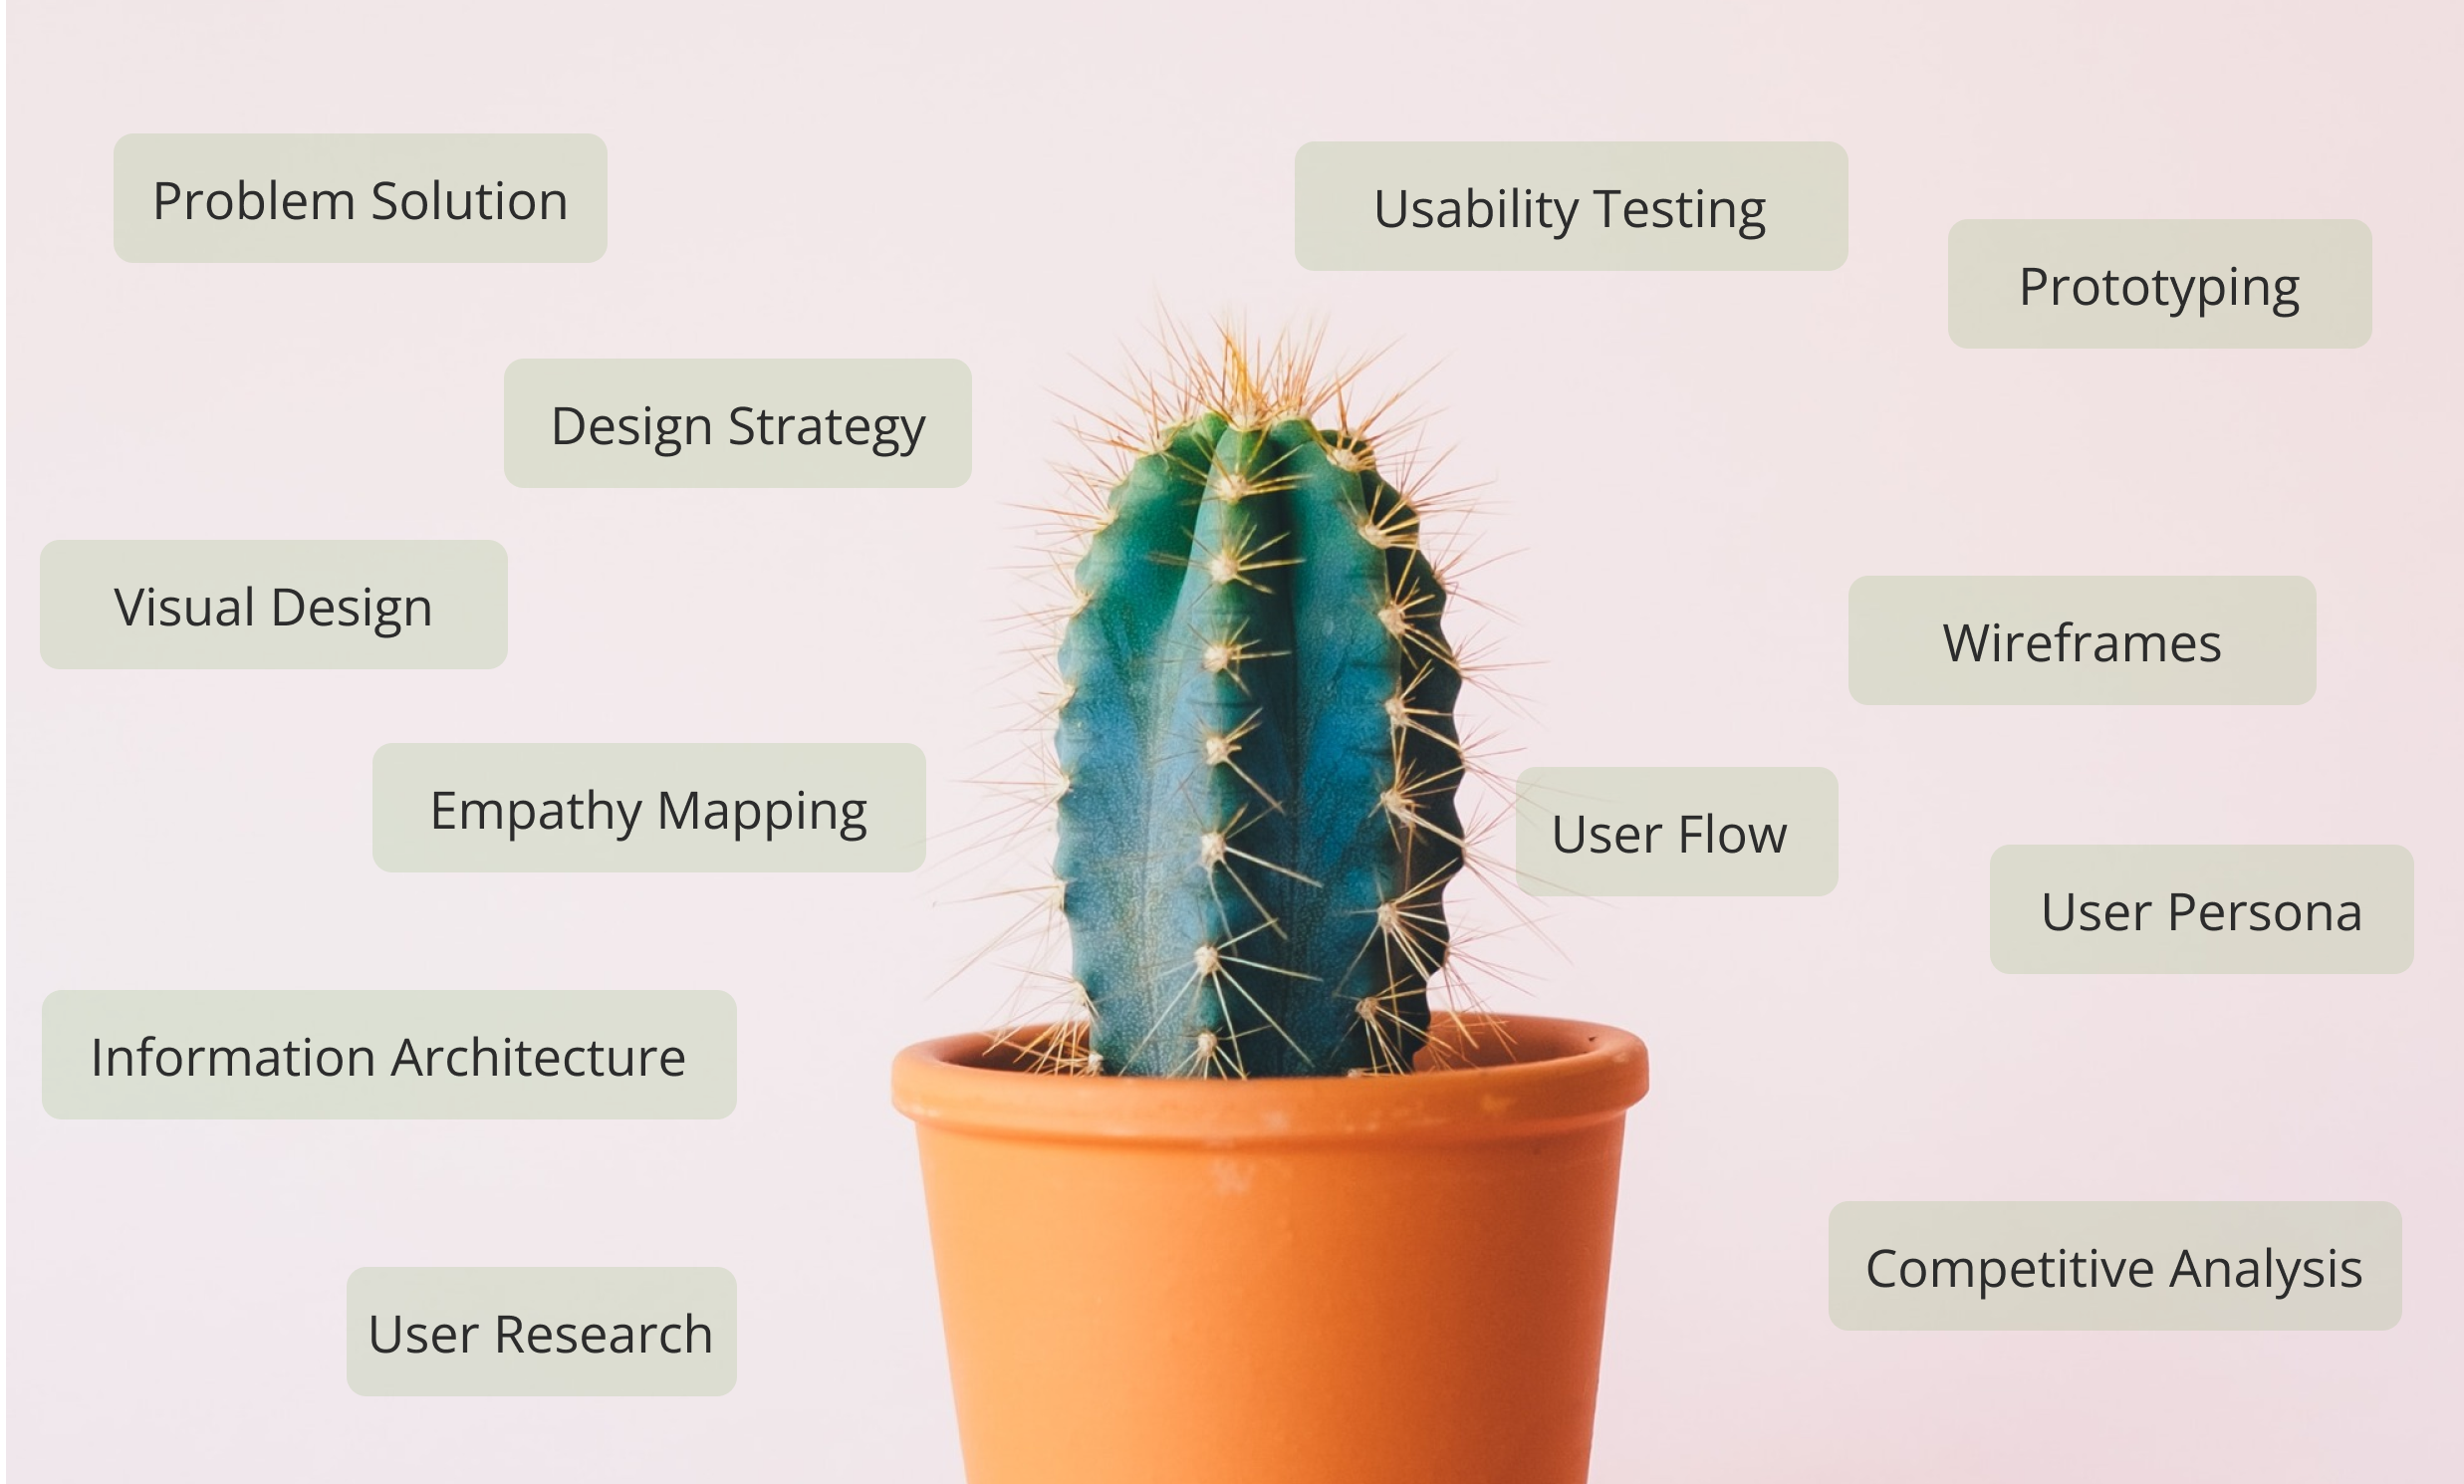 Problem Solution
Usability Testing
Prototyping
Design Strategy
Visual Design
Wireframes
Empathy Mapping
User Flow
User Persona
Information Architecture
Competitive Analysis
User Research